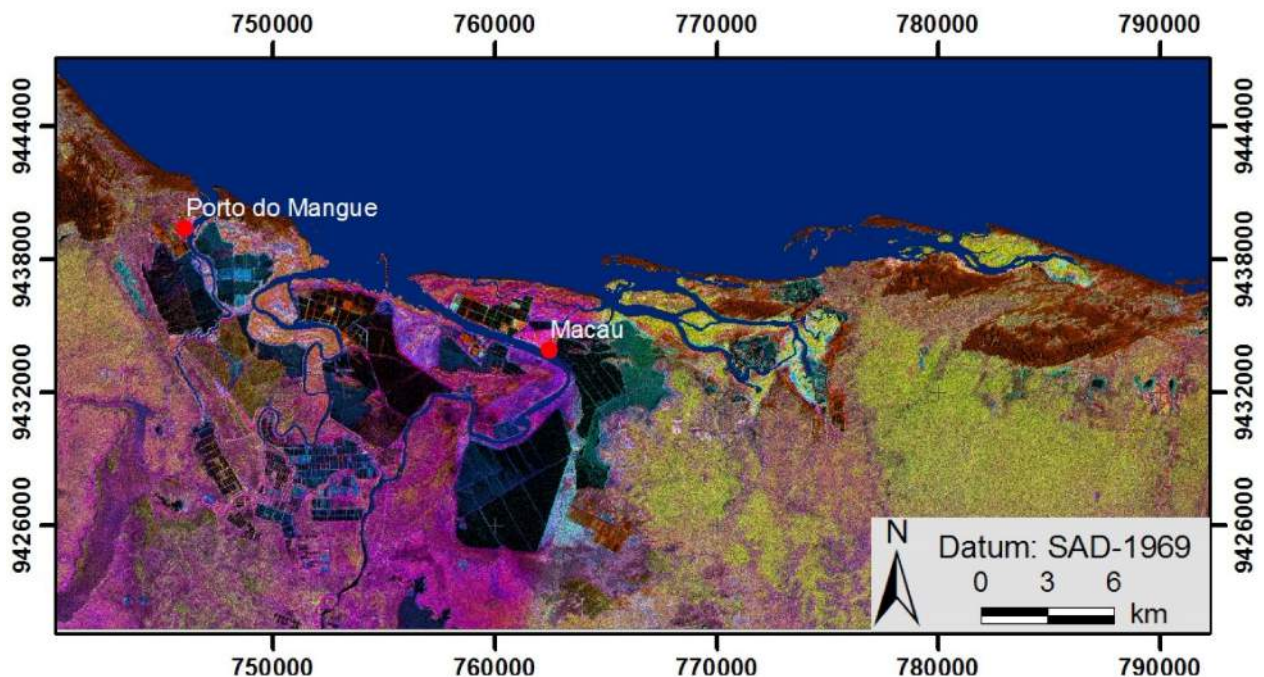 750000 760000 770000 780000 790000
9444000 9444000
Porto do Mangue
9438000 9438000
Macau
9432000 9432000
9426000 9426000
N
Datum: SAD-1969
0 3 6
km
750000 760000 770000 780000 790000